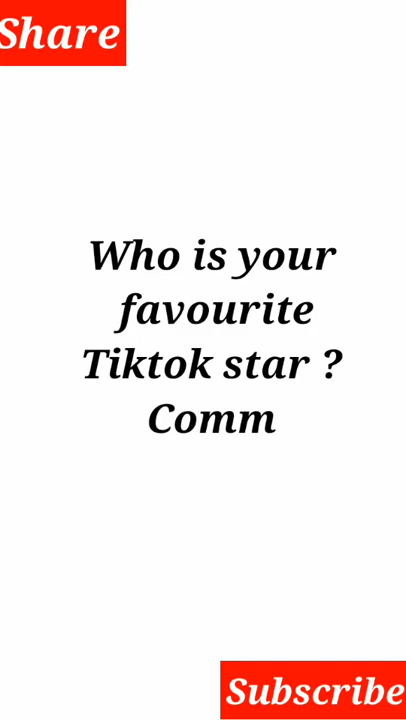 Share
Who is your
favourite
Tiktok star ?
Comm
Subscribe